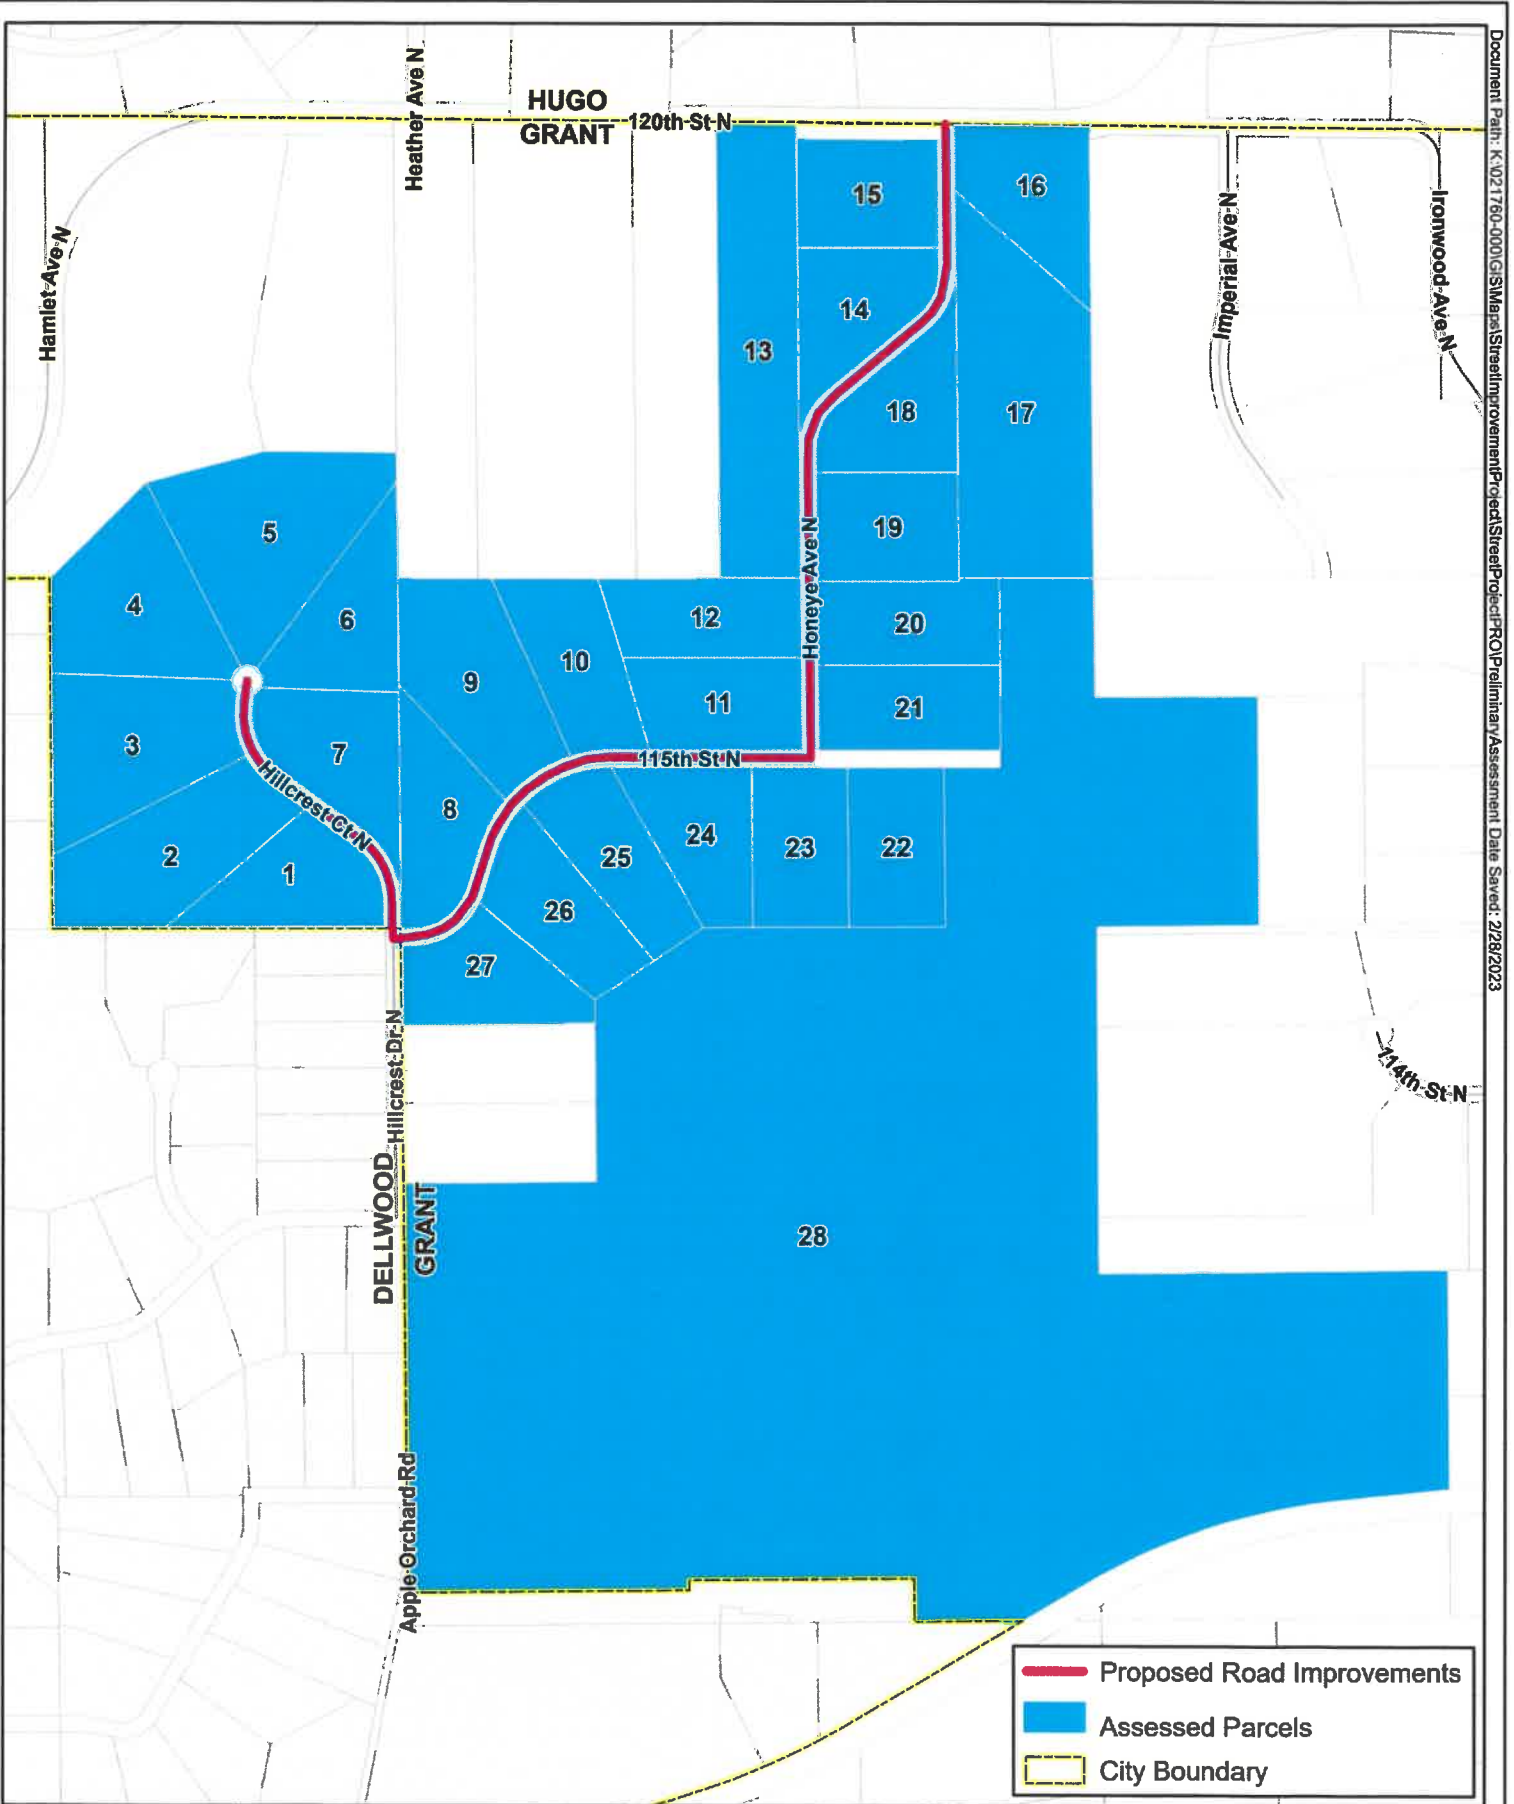 Document Path: K:\021760-000\GIS\Maps\StreetImprovementProject\StreetProjectPRO\PreliminaryAssessment Date Saved: 2/28/2023
Heather Ave N
HUGO
GRANT
120th St N
Hamlet Ave N
Imperial Ave N
Ironwood Ave N
15
16
14
13
18
17
19
5
4
6
12
20
Honeye Ave N
10
9
11
21
3
7
115th St N
Hillcrest Ct N
8
24
23
22
25
2
1
26
27
Hillcrest Dr N
114th St N
DELLWOOD
GRANT
28
Apple Orchard Rd
Proposed Road Improvements
Assessed Parcels
City Boundary